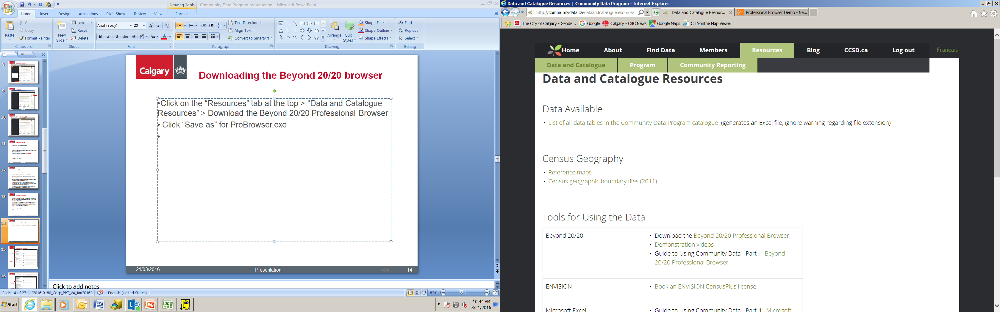 Drawing Tools
Community Data Program presentation - Microsoft PowerPoint
Home Insert Design Animations Slide Show Review View Format
Paste
Cut
Copy
Format Painter
Clipboard
New Slide
Layout
Reset
Delete
Slides
Arial (Body) 20
B I U abc S AV Aa A
Font
Text Direction
Align Text
Convert to SmartArt
Paragraph
Arrange
Quick Styles
Shape Fill
Shape Outline
Shape Effects
Drawing
Find
Replace
Select
Editing
8
9
10
11
12
13
14
15
16
Calgary
Downloading the Beyond 20/20 browser
•Click on the “Resources” tab at the top > “Data and Catalogue
Resources” > Download the Beyond 20/20 Professional Browser
• Click “Save as” for ProBrowser.exe
•
21/03/2016 Presentation V04 14
Click to add notes
Slide 14 of 27 "2016-0180_Corp_PPT_V4_Jan2016" English (United States) 82%
Start
10:44 AM
3/21/2016
Data and Catalogue Resources | Community Data Program - Internet Explorer
http://communitydata.ca/dataandcatalogueresources
Data and Catalogue Resour...
Professional Browser Demo - Ne...
The City of Calgary - Geode... Google Calgary - CBC News Google Maps CITYonline Map Viewer
Home About Find Data Members Resources Blog CCSD.ca Log out Français
Data and Catalogue Program Community Reporting
Data and Catalogue Resources
Data Available
• List of all data tables in the Community Data Program catalogue (generates an Excel file, ignore warning regarding file extension)
Census Geography
• Reference maps
• Census geographic boundary files (2011)
Tools for Using the Data
Beyond 20/20
• Download the Beyond 20/20 Professional Browser
• Demonstration videos
• Guide to Using Community Data - Part I - Beyond
20/20 Professional Browser
ENVISION
• Book an ENVISION CensusPlus license
Microsoft Excel
• Guide to Using Community Data - Part II - Microsoft